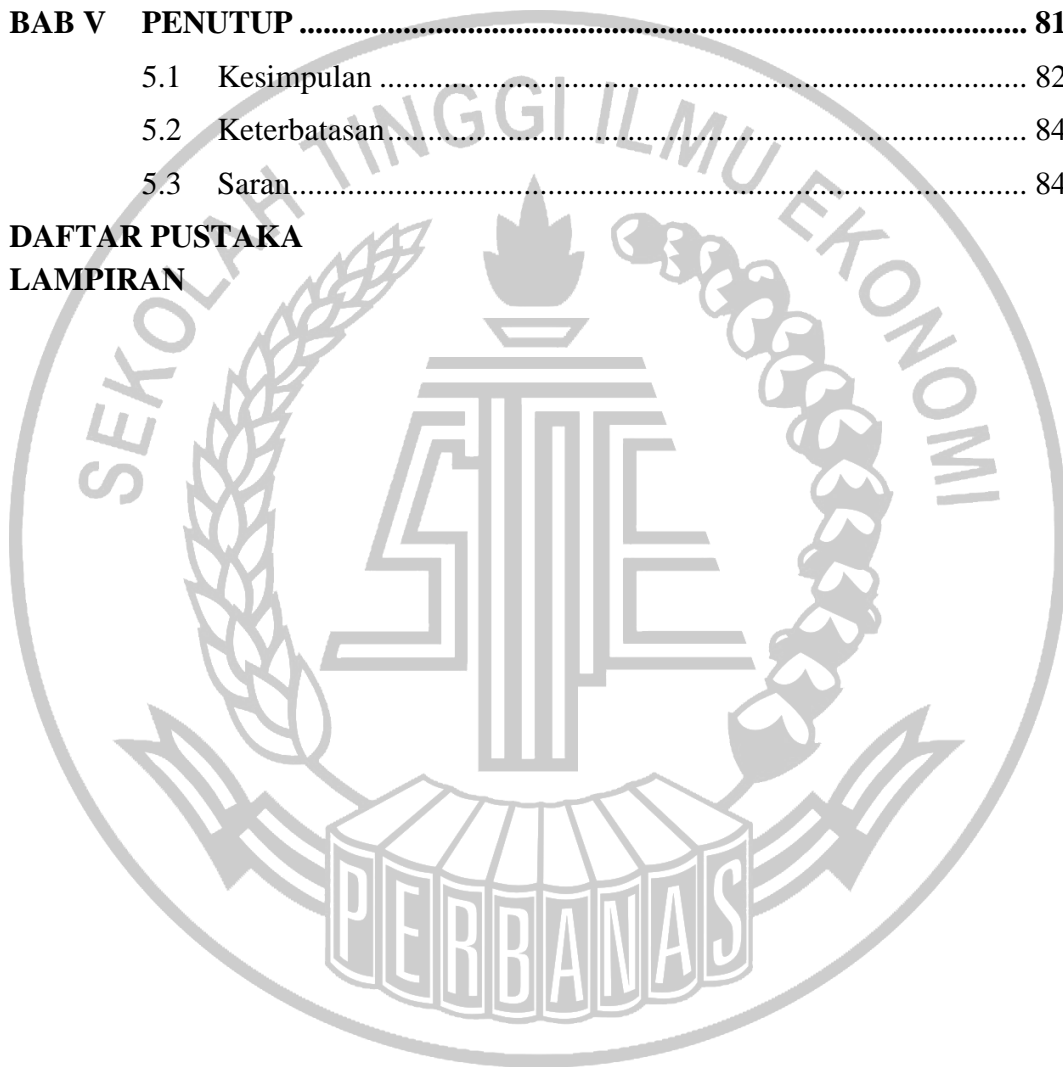 BAB V PENUTUP ................................................................................ 81
5.1 Kesimpulan ................................................................................ 82
5.2 Keterbatasan................................................................................ 84
5.3 Saran................................................................................ 84
DAFTAR PUSTAKA
LAMPIRAN
SEKOLAH TINGGI ILMU EKONOMI
STIE
PERBANAS